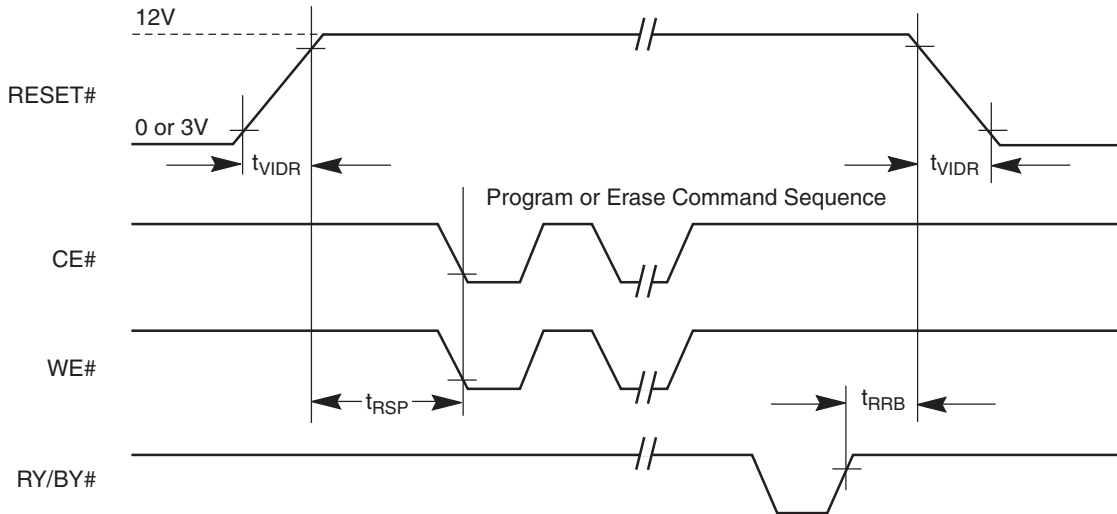 12V
RESET#
0 or 3V
tVIDR
tVIDR
Program or Erase Command Sequence
CE#
WE#
tRSP
tRRB
RY/BY#